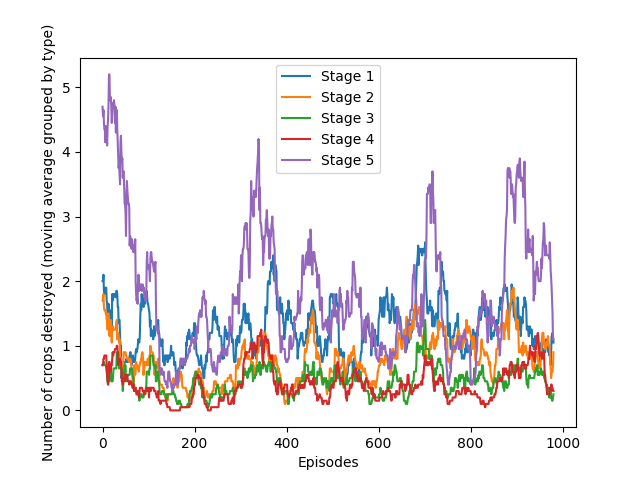 Number of crops destroyed (moving average grouped by type)
5
4
3
2
1
0
Stage 1
Stage 2
Stage 3
Stage 4
Stage 5
0 200 400 600 800 1000
Episodes